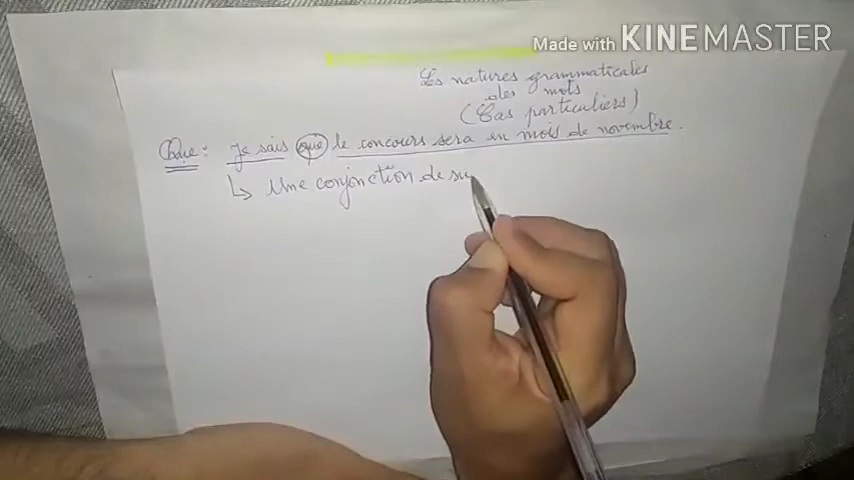 Made with KINEMASTER
Les natures grammaticales
des mots
(Cas particuliers)
Que: je sais que le concours sera en mois de novembre.
↳ Une conjonction de su